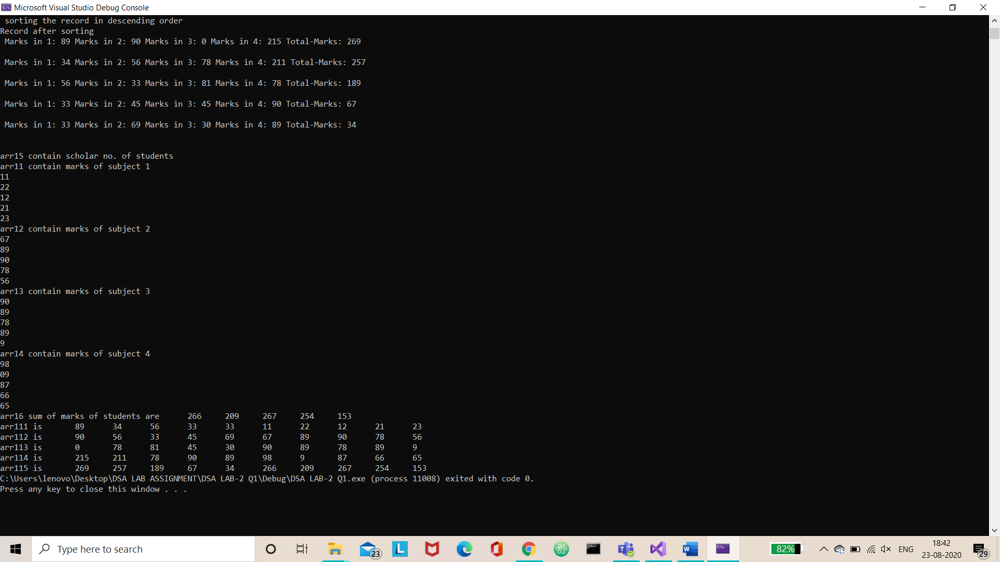 Microsoft Visual Studio Debug Console
sorting the record in descending order
Record after sorting
Marks in 1: 89 Marks in 2: 90 Marks in 3: 0 Marks in 4: 215 Total-Marks: 269
Marks in 1: 34 Marks in 2: 56 Marks in 3: 78 Marks in 4: 211 Total-Marks: 257
Marks in 1: 56 Marks in 2: 33 Marks in 3: 81 Marks in 4: 78 Total-Marks: 189
Marks in 1: 33 Marks in 2: 45 Marks in 3: 45 Marks in 4: 90 Total-Marks: 67
Marks in 1: 33 Marks in 2: 69 Marks in 3: 30 Marks in 4: 89 Total-Marks: 34
arr15 contain scholar no. of students
arr11 contain marks of subject 1
11
22
12
21
23
arr12 contain marks of subject 2
67
89
90
78
56
arr13 contain marks of subject 3
90
89
78
89
9
arr14 contain marks of subject 4
98
09
87
66
65
arr16 sum of marks of students are 266 209 267 254 153
arr111 is 89 34 56 33 33 11 22 12 21 23
arr112 is 90 56 33 45 69 67 89 90 78 56
arr113 is 0 78 81 45 30 90 89 78 89 9
arr114 is 215 211 78 90 89 98 9 87 66 65
arr115 is 269 257 189 67 34 266 209 267 254 153
C:\Users\lenovo\Desktop\DSA LAB ASSIGNMENT\DSA LAB-2 Q1\Debug\DSA LAB-2 Q1.exe (process 11008) exited with code 0.
Press any key to close this window . . .
Type here to search
23
L
W
82%
ENG
18:42
23-08-2020
29